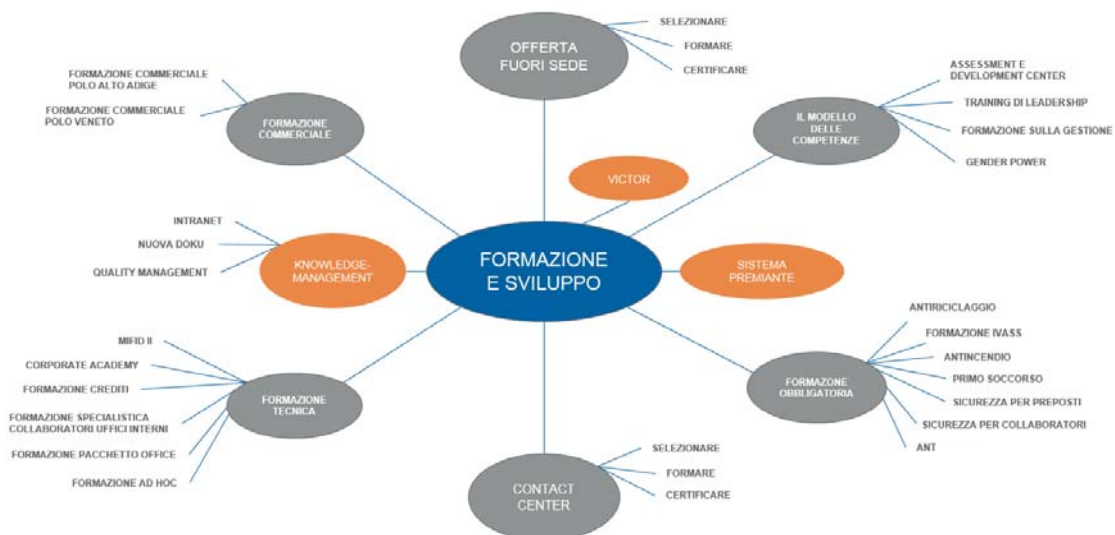 OFFERTA
FUORI SEDE
SELEZIONARE
FORMARE
CERTIFICARE
FORMAZIONE COMMERCIALE
POLO ALTO ADIGE
FORMAZIONE COMMERCIALE
POLO VENETO
FORMAZIONE
COMMERCIALE
IL MODELLO
DELLE
COMPETENZE
ASSESSMENT E
DEVELOPMENT CENTER
TRAINING DI LEADERSHIP
FORMAZIONE SULLA GESTIONE
GENDER POWER
VICTOR
INTRANET
NUOVA DOKU
QUALITY MANAGEMENT
KNOWLEDGE-
MANAGEMENT
FORMAZIONE
E SVILUPPO
SISTEMA
PREMIANTE
MIFID II
CORPORATE ACADEMY
FORMAZIONE CREDITI
FORMAZIONE SPECIALISTICA
COLLABORATORI UFFICI INTERNI
FORMAZIONE PACCHETTO OFFICE
FORMAZIONE AD HOC
FORMAZIONE
TECNICA
FORMAZONE
OBBLIGATORIA
ANTIRICICLAGGIO
FORMAZIONE IVASS
ANTINCENDIO
PRIMO SOCCORSO
SICUREZZA PER PREPOSTI
SICUREZZA PER COLLABORATORI
ANT
CONTACT
CENTER
SELEZIONARE
FORMARE
CERTIFICARE